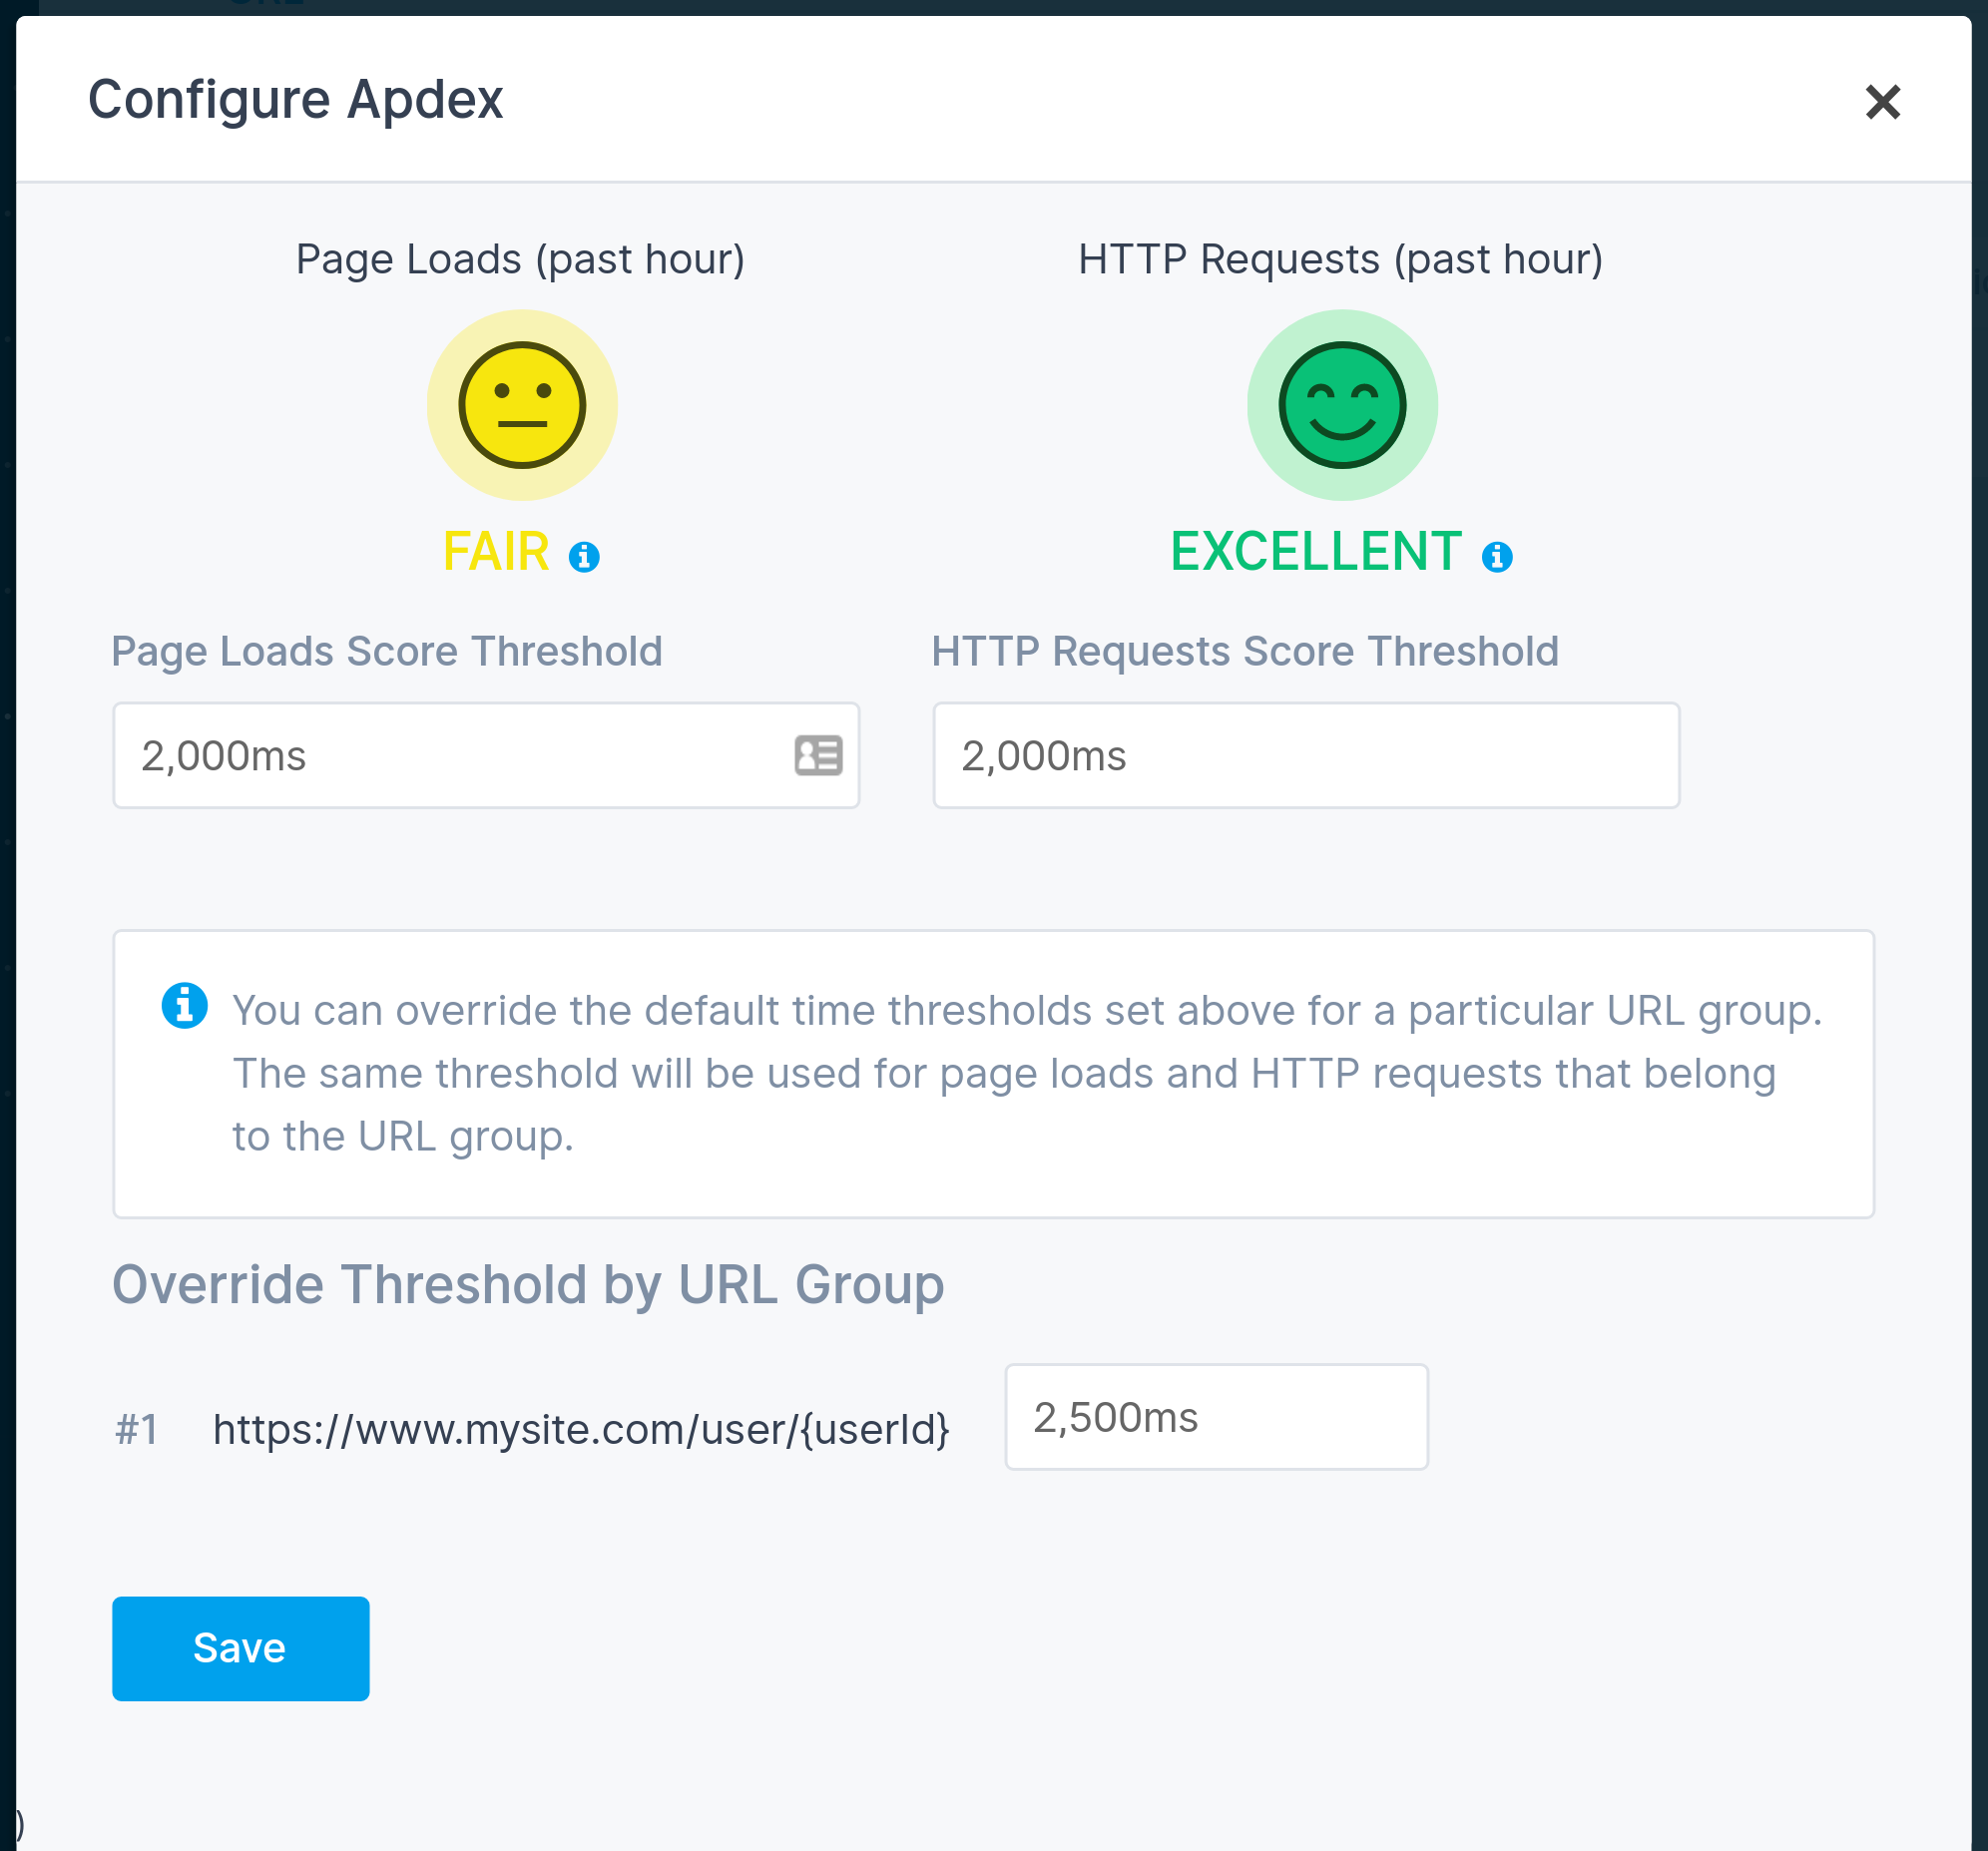 Configure Apdex
Page Loads (past hour)
HTTP Requests (past hour)
FAIR
EXCELLENT
Page Loads Score Threshold
HTTP Requests Score Threshold
2,000ms
2,000ms
You can override the default time thresholds set above for a particular URL group.
The same threshold will be used for page loads and HTTP requests that belong
to the URL group.
Override Threshold by URL Group
#1 https://www.mysite.com/user/{userId}
2,500ms
Save
)